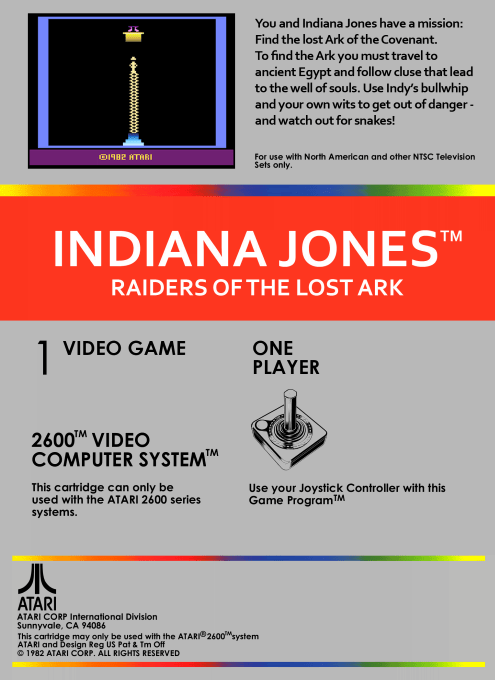 ©1982 ATARI
You and Indiana Jones have a mission:
Find the lost Ark of the Covenant.
To find the Ark you must travel to
ancient Egypt and follow cluse that lead
to the well of souls. Use Indy's bullwhip
and your own wits to get out of danger -
and watch out for snakes!
For use with North American and other NTSC Television
Sets only.
INDIANA JONES™
RAIDERS OF THE LOST ARK
1 VIDEO GAME
ONE
PLAYER
2600™ VIDEO
COMPUTER SYSTEM™
This cartridge can only be
used with the ATARI 2600 series
systems.
Use your Joystick Controller with this
Game Program™
ATARI
ATARI CORP International Division
Sunnyvale, CA 94086
This cartridge may only be used with the ATARI®2600™system
ATARI and Design Reg US Pat & Tm Off
© 1982 ATARI CORP. ALL RIGHTS RESERVED